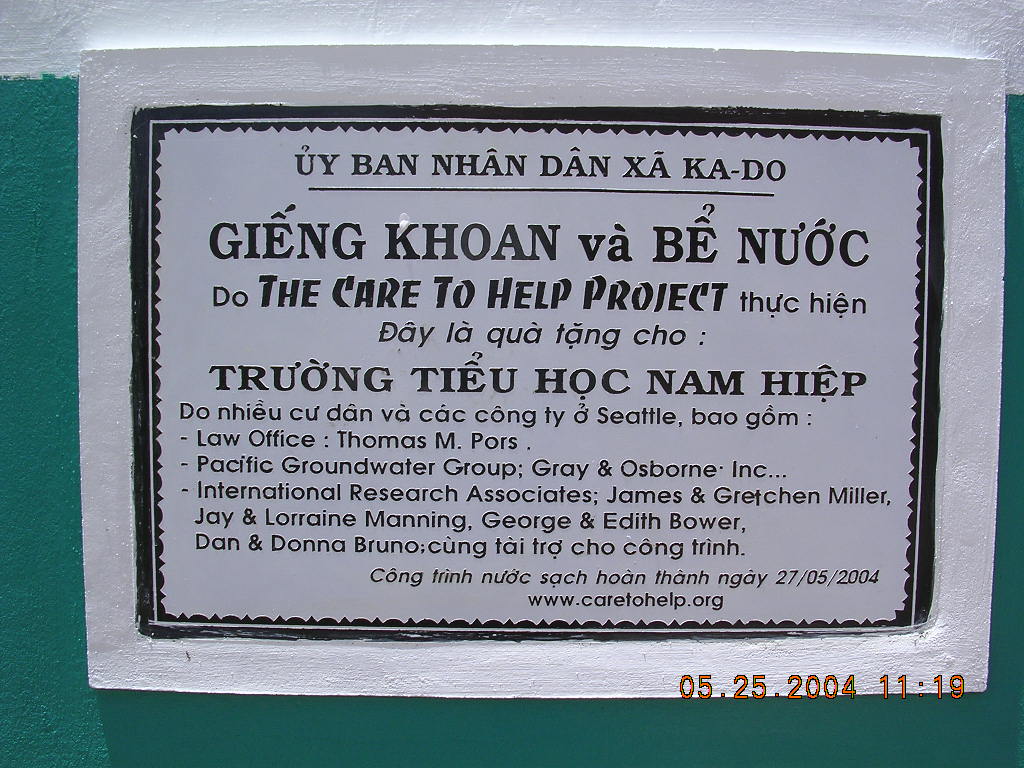 ỦY BAN NHÂN DÂN XÃ KA-DO
GIẾNG KHOAN và BỂ NƯỚC
Do THE CARE TO HELP PROJECT thực hiện
Đây là quà tặng cho :
TRƯỜNG TIỂU HỌC NAM HIỆP
Do nhiều cư dân và các công ty ở Seattle, bao gồm :
- Law Office : Thomas M. Pors .
- Pacific Groundwater Group; Gray & Osborne· Inc...
- International Research Associates; James & Gretchen Miller,
Jay & Lorraine Manning, George & Edith Bower,
Dan & Donna Bruno;cùng tài trợ cho công trình.
Công trình nước sạch hoàn thành ngày 27/05/2004
www.caretohelp.org
05.25.2004 11:19